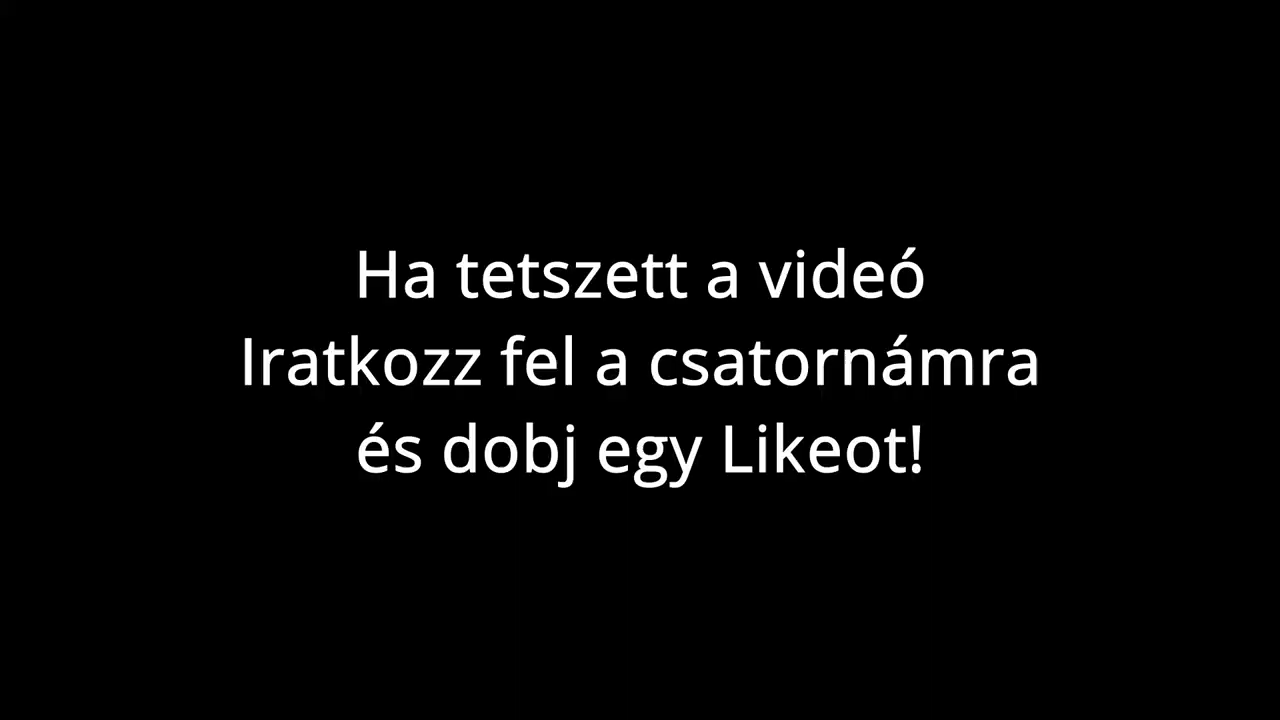 Ha tetszett a videó
Iratkozz fel a csatornámra
és dobj egy Likeot!